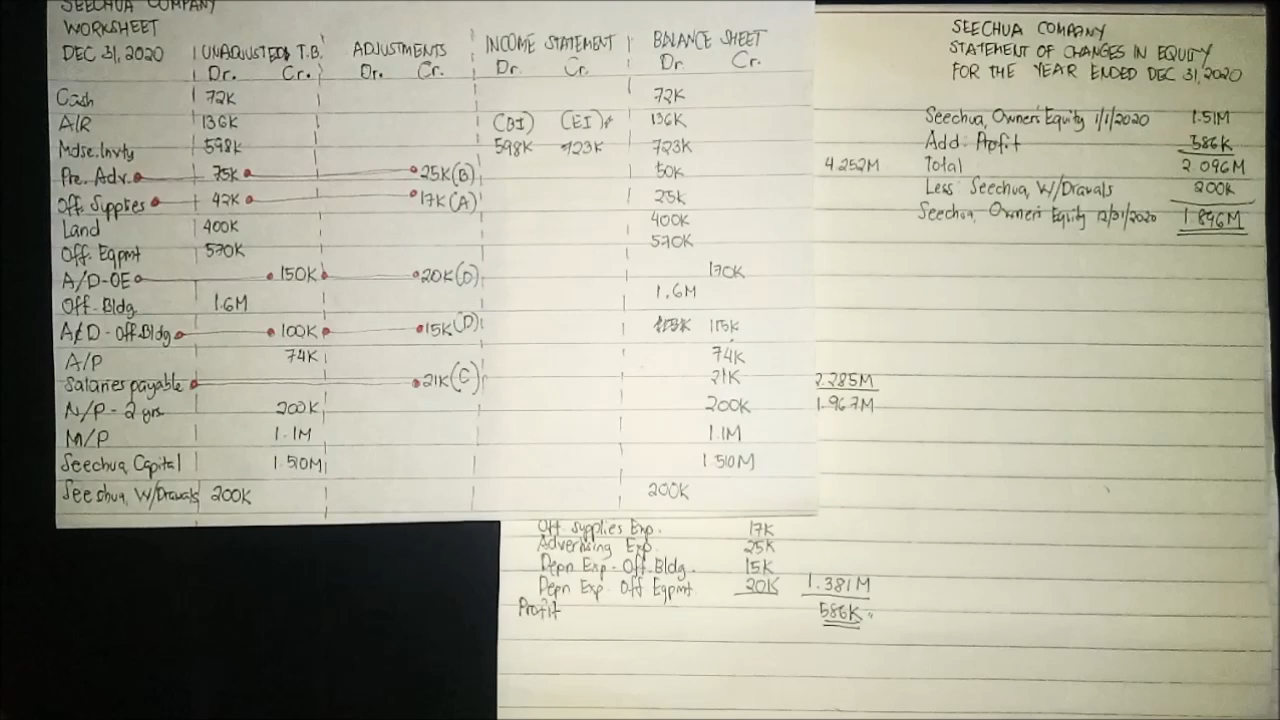 SEECHUA COMPANY
WORKSHEET
DEC 31, 2020 UNADJUSTED T.B. ADJUSTMENTS INCOME STATEMENT BALANCE SHEET
Dr. Cr. Dr. Cr. Dr. Cr. Dr. Cr.
Cash 72K 72K
A/R 136K (BI) (EI) 136K
Mdse. Invty 598K 598K 723K 723K
Pre. Adv. 75K 25K (B) 50K
Off. Supplies 42K 17K (A) 25K
Land 400K 400K
Off. Eqpmt 570K 570K
A/D-OE 150K 20K (D) 170K
Off. Bldg 1.6M 1.6M
A/D - Off. Bldg 100K 15K (D) 115K 115K
A/P 74K 74K
Salaries payable 21K (C) 21K
N/P - 2 yrs 200K 200K
M/P 1.1M 1.1M
Seechua, Capital 1.510M 1.510M
Seechua, W/Drawals 200K 200K
4.252M
2.285M
1.967M
Off Supplies Exp. 17K
Advertising Exp. 25K
Depn Exp. Off. Bldg. 15K
Depn Exp. Off Eqpmt 20K 1.381M
Profit 586K
SEECHUA COMPANY
STATEMENT OF CHANGES IN EQUITY
FOR THE YEAR ENDED DEC 31, 2020
Seechua, Owner's Equity 1/1/2020 1.51M
Add: Profit 586K
Total 2.096M
Less: Seechua, W/Drawals 200K
Seechua, Owner's Equity 12/31/2020 1.896M